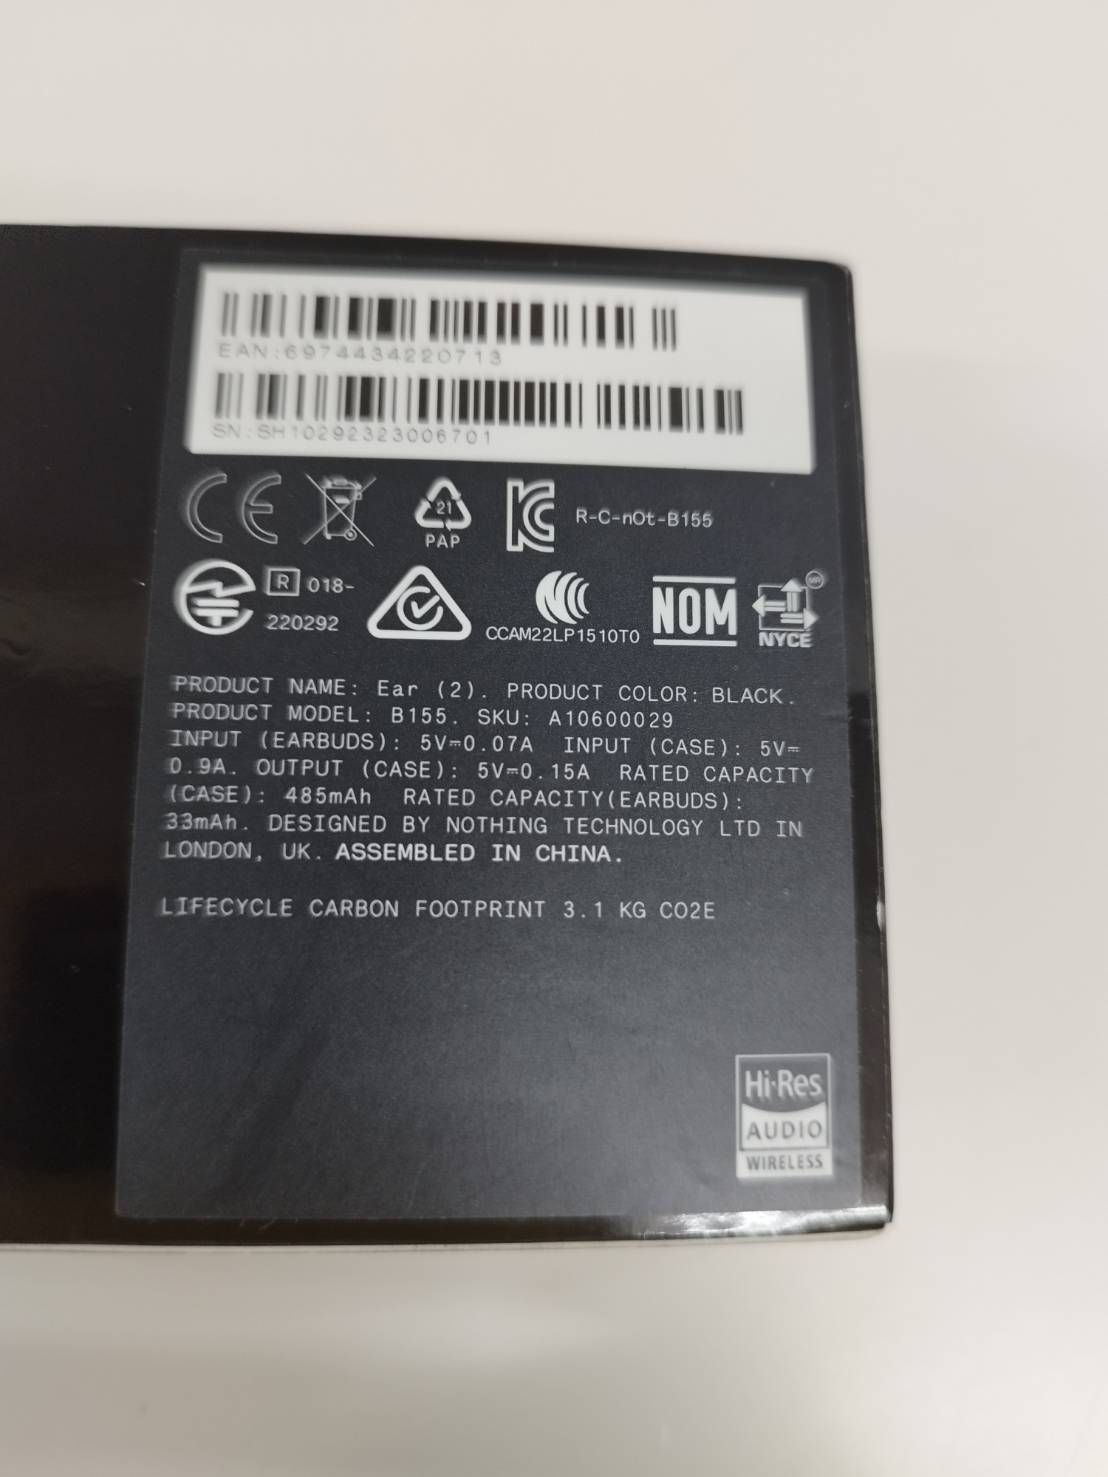 EAN:6974434220713
SN:SH10292323006701
CE
21
PAP
R-C-nOt-B155
R 018-
220292
CCAM22LP1510T0
NOM
NYCE
PRODUCT NAME: Ear (2). PRODUCT COLOR: BLACK.
PRODUCT MODEL: B155. SKU: A10600029
INPUT (EARBUDS): 5V⎓0.07A INPUT (CASE): 5V⎓
0.9A. OUTPUT (CASE): 5V⎓0.15A RATED CAPACITY
(CASE): 485mAh RATED CAPACITY(EARBUDS):
33mAh. DESIGNED BY NOTHING TECHNOLOGY LTD IN
LONDON, UK. ASSEMBLED IN CHINA.
LIFECYCLE CARBON FOOTPRINT 3.1 KG CO2E
Hi-Res
AUDIO
WIRELESS